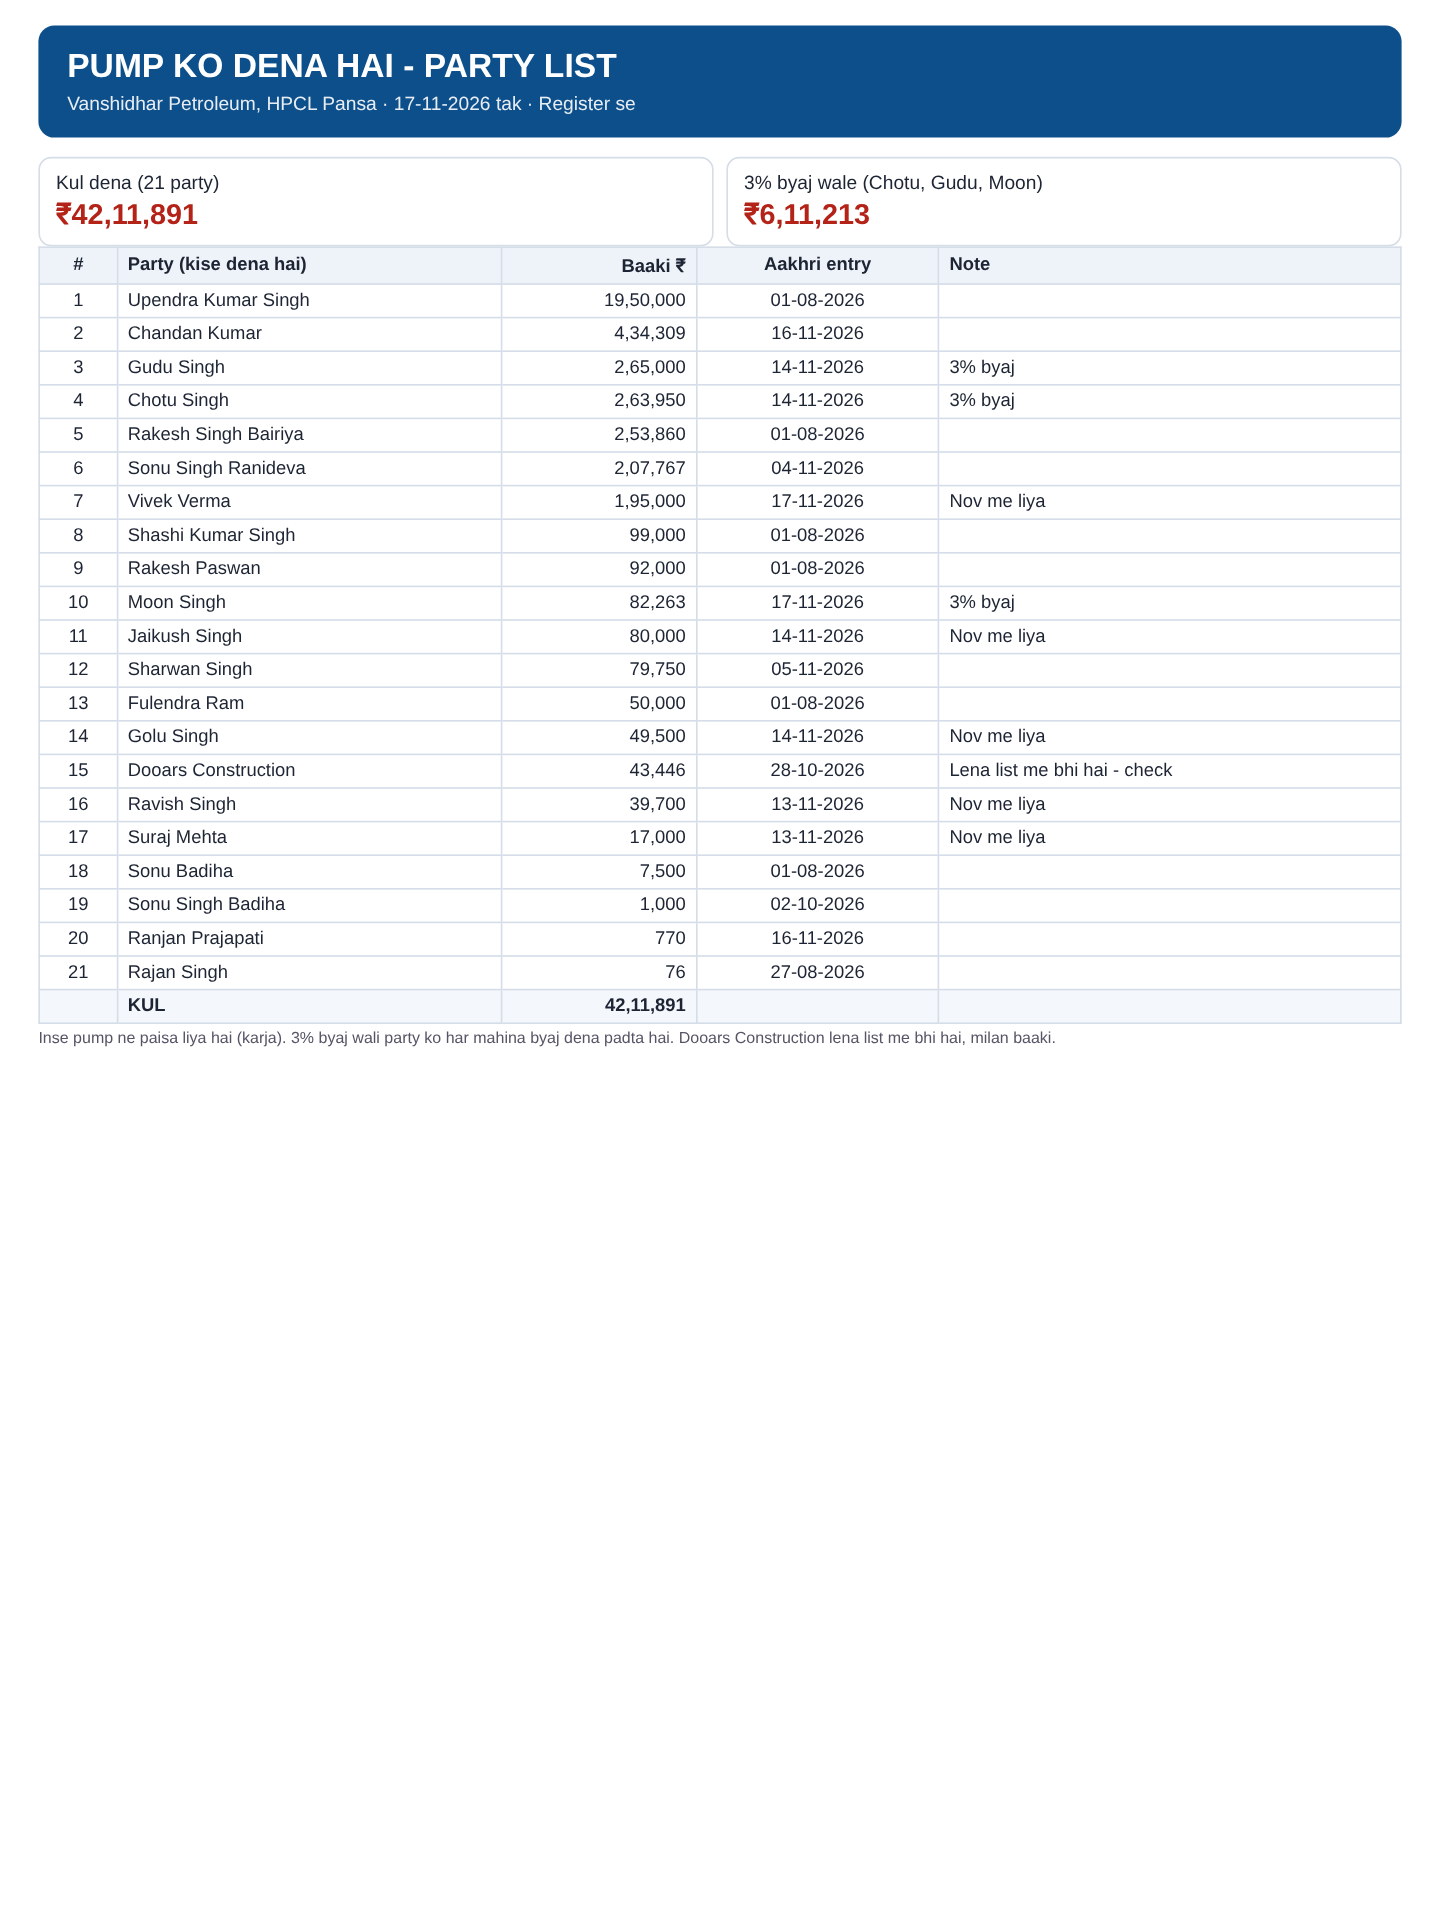 PUMP KO DENA HAI - PARTY LIST
Vanshidhar Petroleum, HPCL Pansa · 17-11-2026 tak · Register se
Kul dena (21 party)
₹42,11,891
3% byaj wale (Chotu, Gudu, Moon)
₹6,11,213
# Party (kise dena hai) Baaki ₹ Aakhri entry Note
1 Upendra Kumar Singh 19,50,000 01-08-2026
2 Chandan Kumar 4,34,309 16-11-2026
3 Gudu Singh 2,65,000 14-11-2026 3% byaj
4 Chotu Singh 2,63,950 14-11-2026 3% byaj
5 Rakesh Singh Bairiya 2,53,860 01-08-2026
6 Sonu Singh Ranideva 2,07,767 04-11-2026
7 Vivek Verma 1,95,000 17-11-2026 Nov me liya
8 Shashi Kumar Singh 99,000 01-08-2026
9 Rakesh Paswan 92,000 01-08-2026
10 Moon Singh 82,263 17-11-2026 3% byaj
11 Jaikush Singh 80,000 14-11-2026 Nov me liya
12 Sharwan Singh 79,750 05-11-2026
13 Fulendra Ram 50,000 01-08-2026
14 Golu Singh 49,500 14-11-2026 Nov me liya
15 Dooars Construction 43,446 28-10-2026 Lena list me bhi hai - check
16 Ravish Singh 39,700 13-11-2026 Nov me liya
17 Suraj Mehta 17,000 13-11-2026 Nov me liya
18 Sonu Badiha 7,500 01-08-2026
19 Sonu Singh Badiha 1,000 02-10-2026
20 Ranjan Prajapati 770 16-11-2026
21 Rajan Singh 76 27-08-2026
KUL 42,11,891
Inse pump ne paisa liya hai (karja). 3% byaj wali party ko har mahina byaj dena padta hai. Dooars Construction lena list me bhi hai, milan baaki.